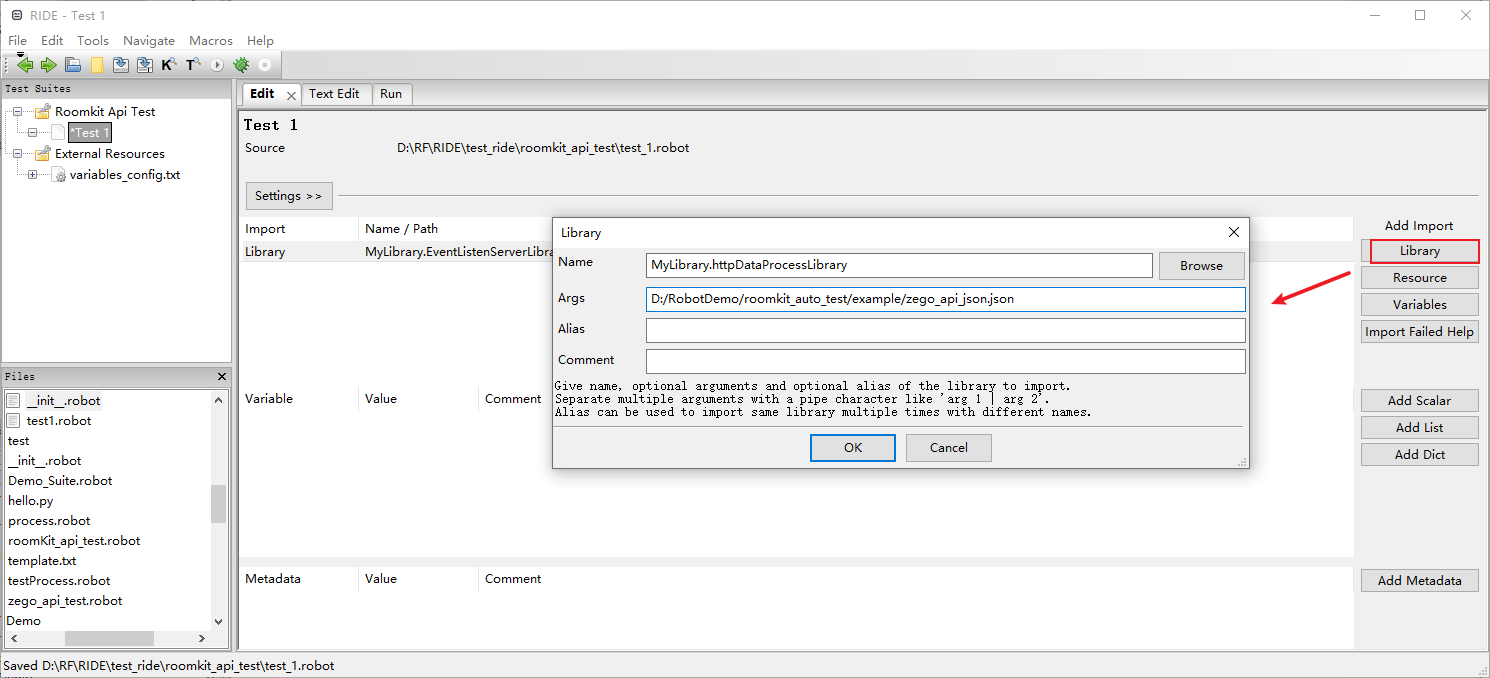 RIDE - Test 1
File Edit Tools Navigate Macros Help
K T
Test Suites
Roomkit Api Test
*Test 1
External Resources
variables_config.txt
Files
__init__.robot
test1.robot
test
__init__.robot
Demo_Suite.robot
hello.py
process.robot
roomKit_api_test.robot
template.txt
testProcess.robot
zego_api_test.robot
Demo
Edit Text Edit Run
Test 1
Source D:\RF\RIDE\test_ride\roomkit_api_test\test_1.robot
Settings >>
Import Name / Path
Library MyLibrary.EventListenServerLibra
Variable Value Comment
Metadata Value Comment
Add Import
Library
Resource
Variables
Import Failed Help
Add Scalar
Add List
Add Dict
Add Metadata
Library
Name MyLibrary.httpDataProcessLibrary Browse
Args D:/RobotDemo/roomkit_auto_test/example/zego_api_json.json
Alias
Comment
Give name, optional arguments and optional alias of the library to import.
Separate multiple arguments with a pipe character like 'arg 1 | arg 2'.
Alias can be used to import same library multiple times with different names.
OK Cancel
Saved D:\RF\RIDE\test_ride\roomkit_api_test\test_1.robot